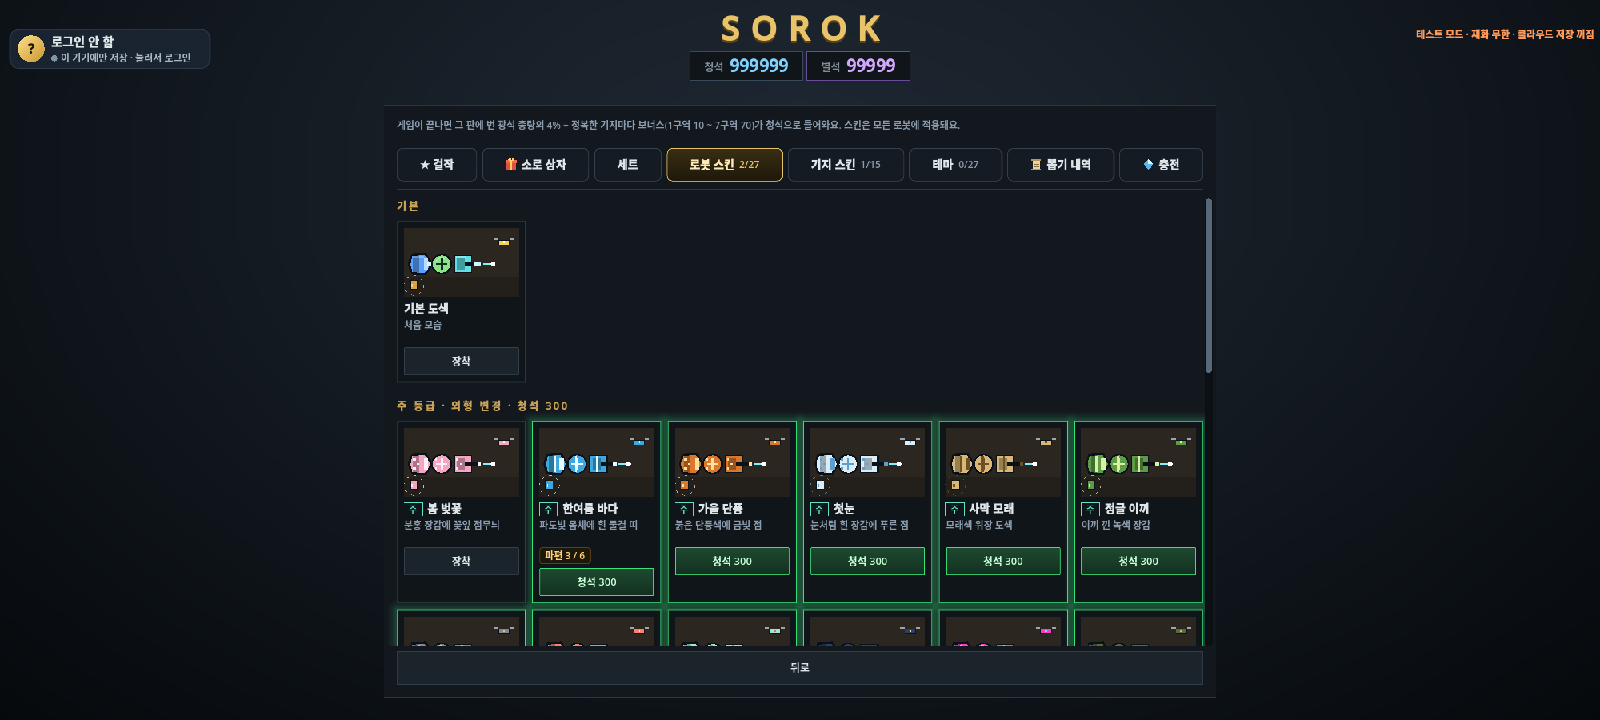 SOROK
?
로그인 안 함
이 기기에만 저장 · 눌러서 로그인
청석 999999
별석 99999
테스트 모드 · 재화 무한 · 클라우드 저장 꺼짐
게임이 끝나면 그 판에 번 광석 총량의 4% + 정복한 기지마다 보너스(1구역 10 ~ 7구역 70)가 청석으로 들어와요. 스킨은 모든 로봇에 적용돼요.
★ 걸작
소로 상자
세트
로봇 스킨 2/27
기지 스킨 1/15
테마 0/27
뽑기 내역
충전
기본
기본 도색
처음 모습
장착
주 등급 · 외형 변경 · 청석 300
주 봄 벚꽃
분홍 장갑에 꽃잎 점무늬
장착
주 한여름 바다
파도빛 몸체에 흰 물결 띠
파편 3 / 6
청석 300
주 가을 단풍
붉은 단풍색에 금빛 점
청석 300
주 첫눈
눈처럼 흰 장갑에 푸른 점
청석 300
주 사막 모래
모래색 위장 도색
청석 300
주 정글 이끼
이끼 낀 녹색 장갑
청석 300
뒤로